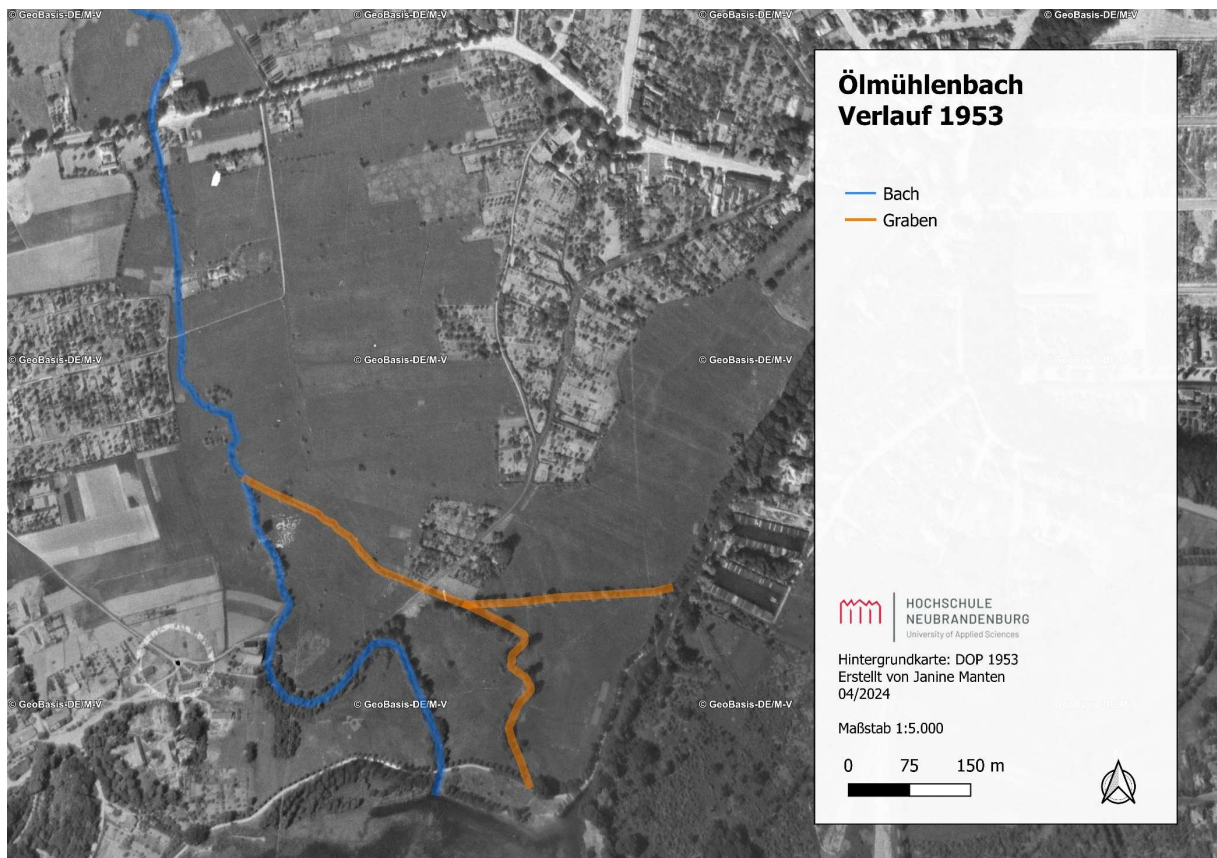 © GeoBasis-DE/M-V
© GeoBasis-DE/M-V
© GeoBasis-DE/M-V
© GeoBasis-DE/M-V
Ölmühlenbach
Verlauf 1953
Bach
Graben
© GeoBasis-DE/M-V
© GeoBasis-DE/M-V
© GeoBasis-DE/M-V
HOCHSCHULE
NEUBRANDENBURG
University of Applied Sciences
Hintergrundkarte: DOP 1953
Erstellt von Janine Manten
04/2024
© GeoBasis-DE/M-V
© GeoBasis-DE/M-V
© GeoBasis-DE/M-V
Maßstab 1:5.000
0 75 150 m